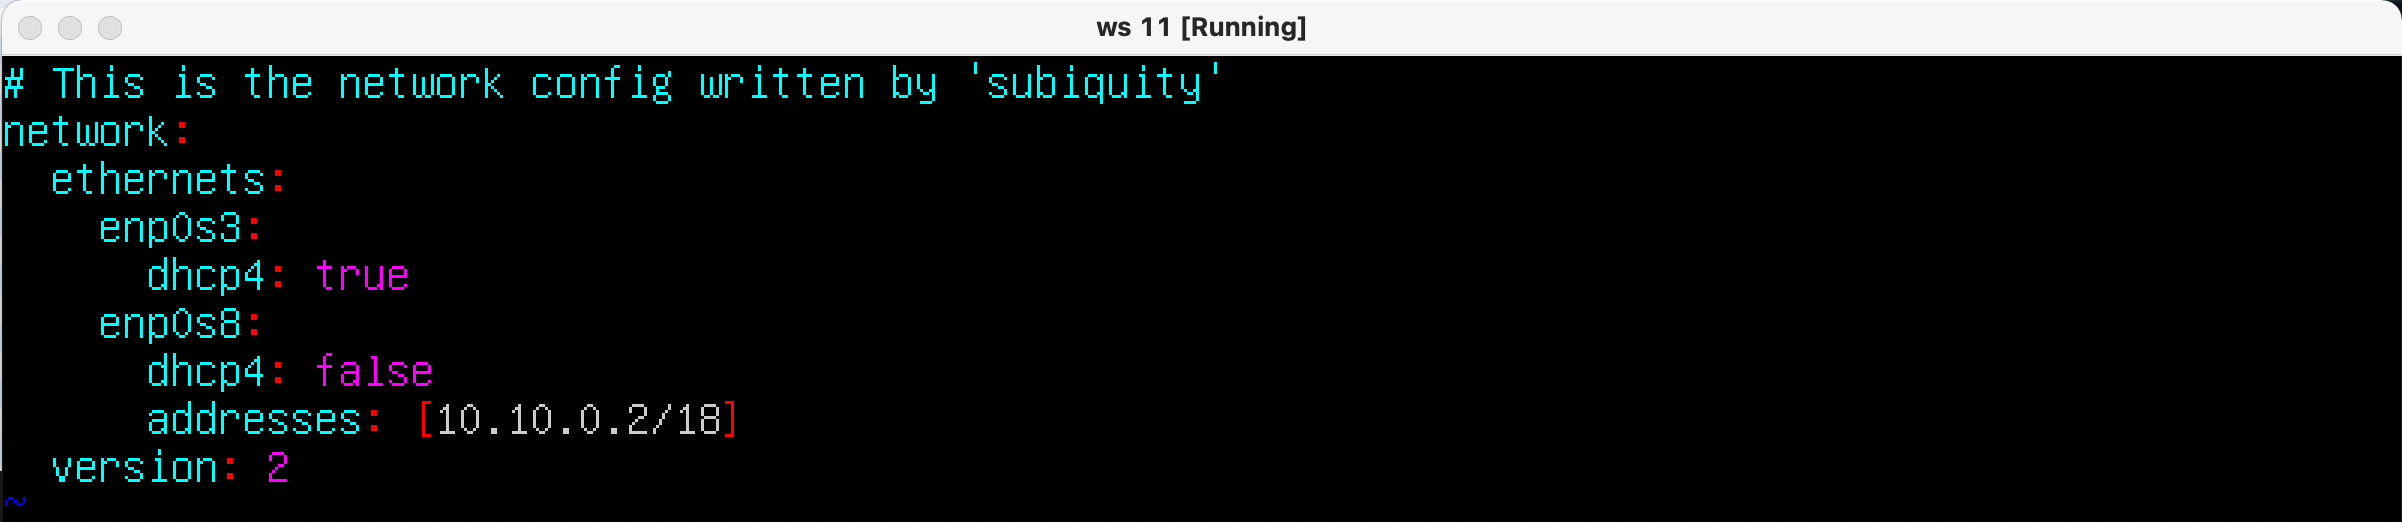 ws 11 [Running]
# This is the network config written by 'subiquity'
network:
  ethernets:
    enp0s3:
      dhcp4: true
    enp0s8:
      dhcp4: false
      addresses: [10.10.0.2/18]
  version: 2
~